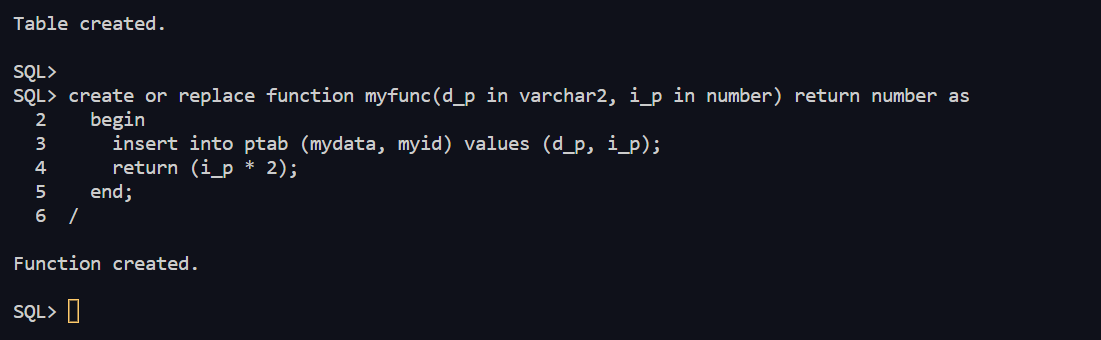 Table created.
SQL>
SQL> create or replace function myfunc(d_p in varchar2, i_p in number) return number as
  2    begin
  3      insert into ptab (mydata, myid) values (d_p, i_p);
  4      return (i_p * 2);
  5    end;
  6  /
Function created.
SQL>